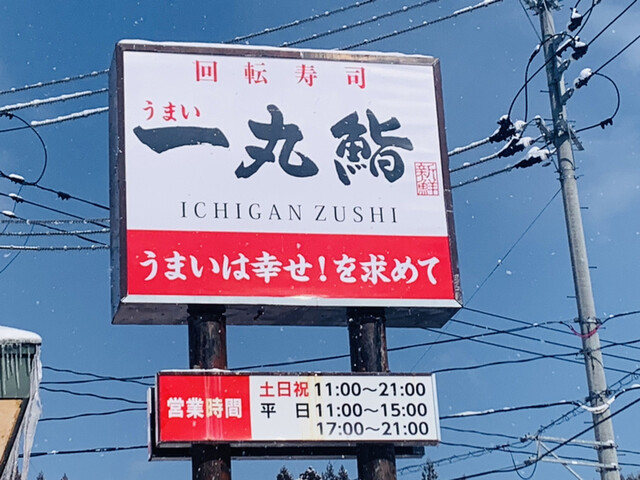 回転寿司
うまい
一丸鮨
新鮮
ICHIGAN ZUSHI
うまいは幸せ!を求めて
営業時間
土日祝 11:00～21:00
平 日 11:00～15:00
17:00～21:00